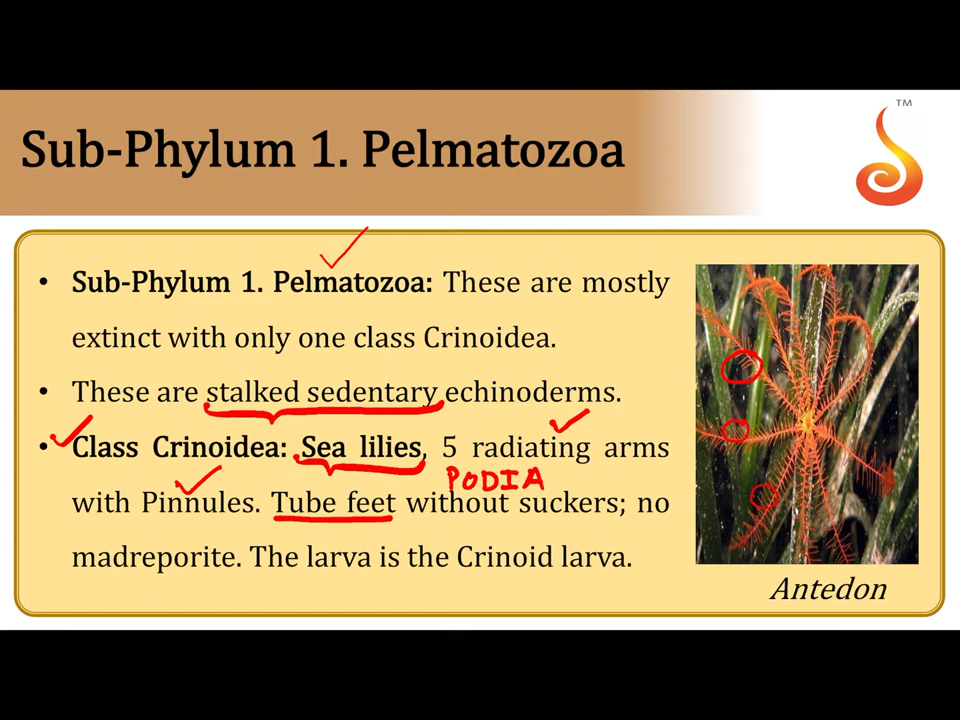 Sub-Phylum 1. Pelmatozoa
TM
• Sub-Phylum 1. Pelmatozoa: These are mostly
extinct with only one class Crinoidea.
• These are stalked sedentary echinoderms.
• Class Crinoidea: Sea lilies, 5 radiating arms
PODIA
with Pinnules. Tube feet without suckers; no
madreporite. The larva is the Crinoid larva.
Antedon